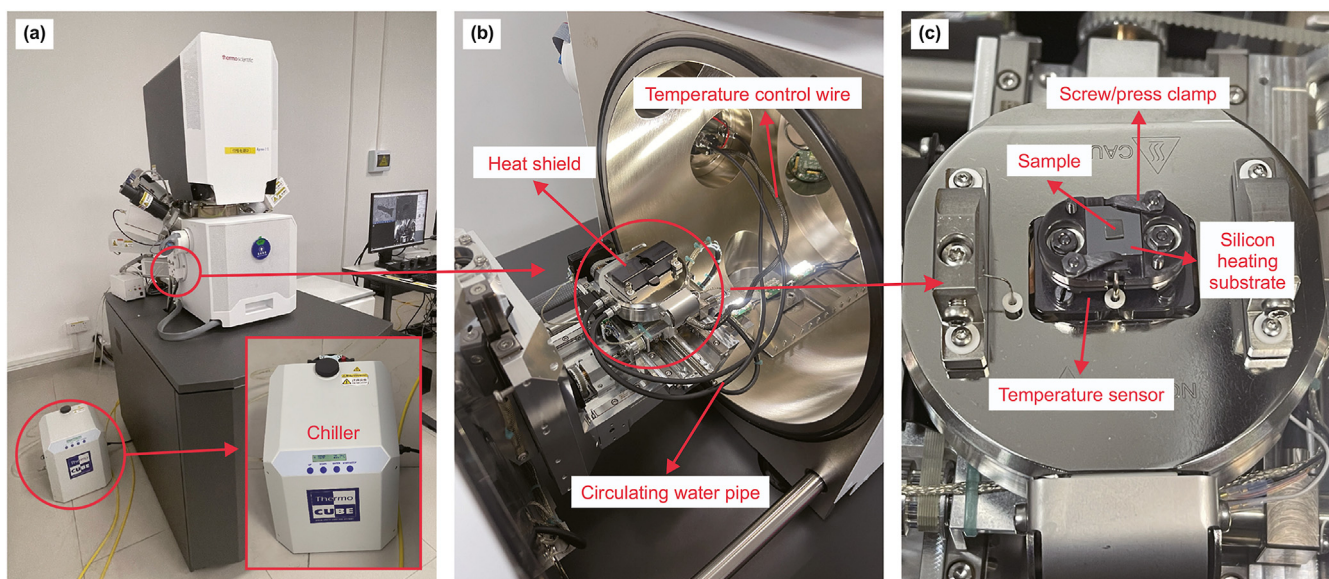 (a)
thermo scientific
Chiller
Thermo
CUBE
(b)
Temperature control wire
Heat shield
Circulating water pipe
(c)
Screw/press clamp
CAU
Sample
Silicon
heating
substrate
Temperature sensor